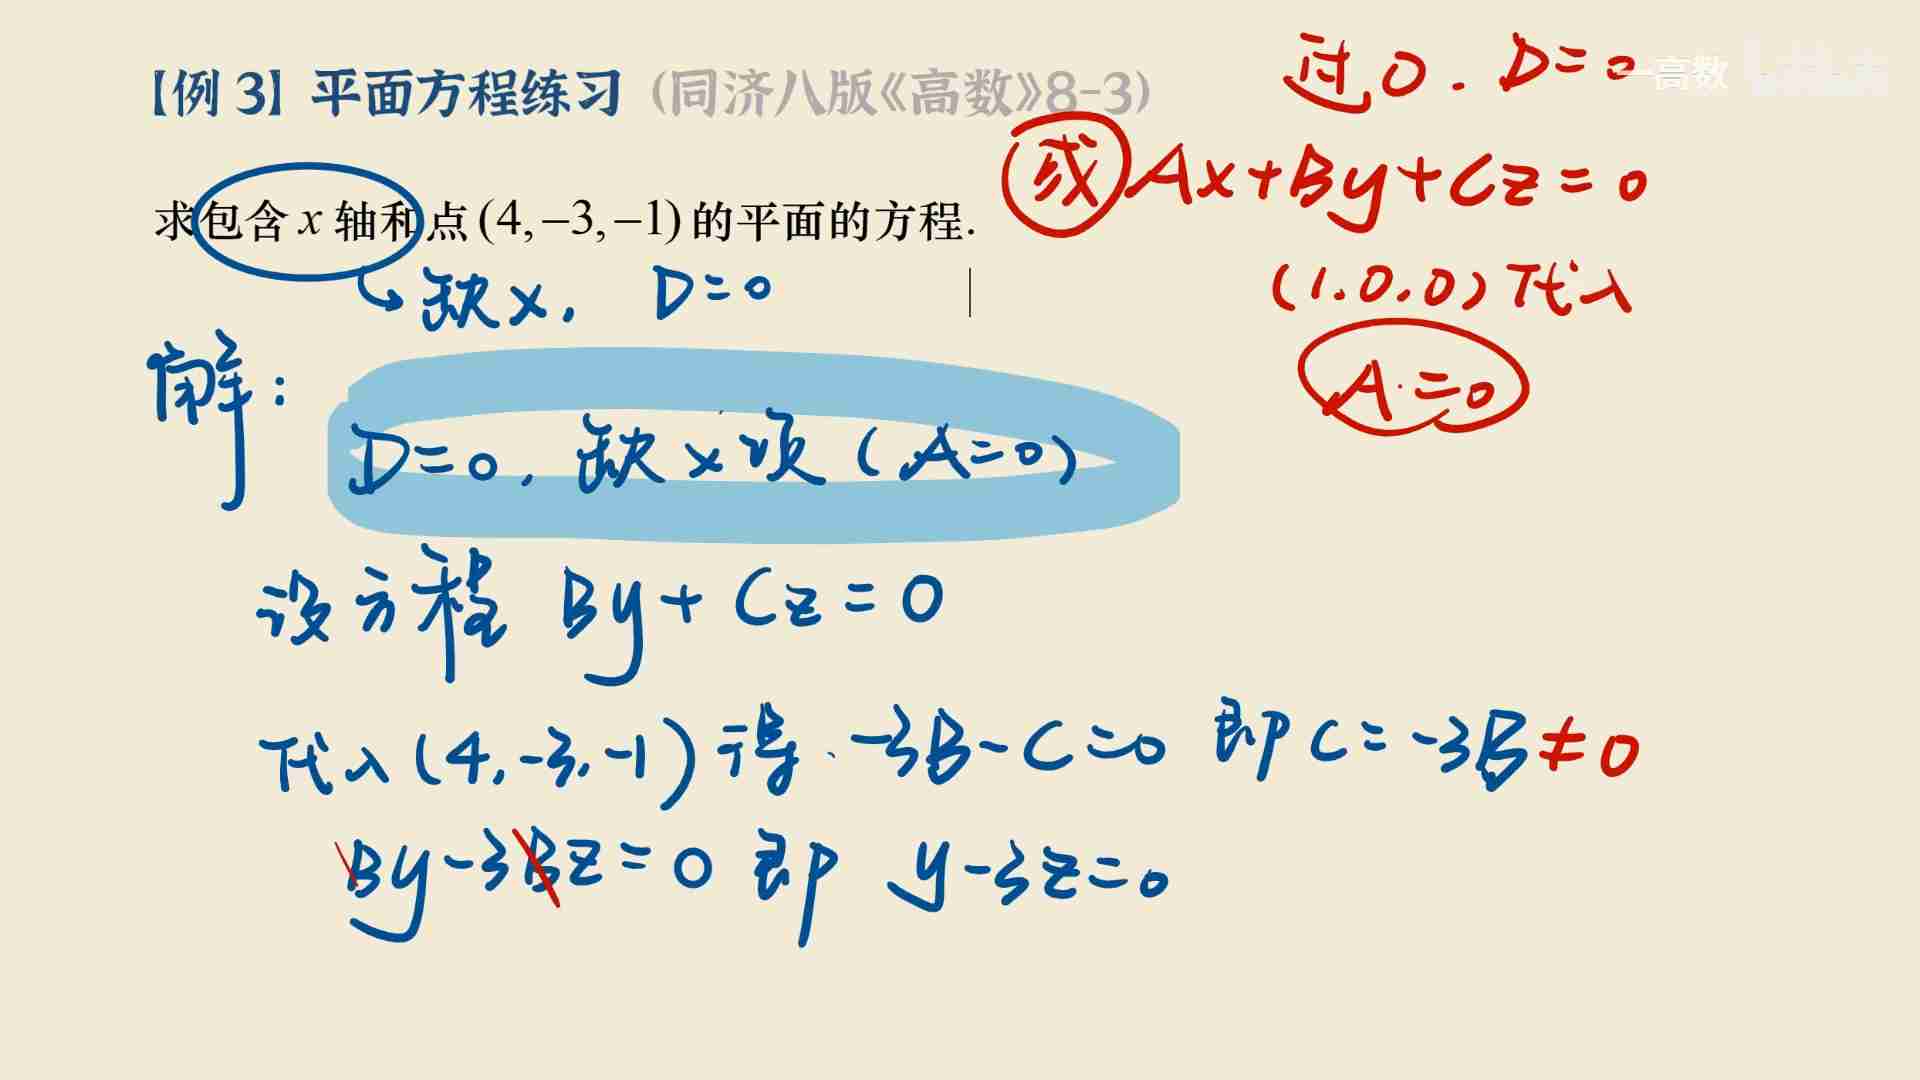 【例 3】平面方程练习 (同济八版《高数》8-3)
过O. D=0
一高数
或 Ax+By+Cz=0
求包含 x 轴和点 (4,−3,−1) 的平面的方程.
(1.0.0) 代入
缺x, D=0
A=0
解:
D=0, 缺x项 (A=0)
设方程 By+Cz=0
代入(4,-3,-1)得. -3B-C=0 即C=-3B≠0
By-3Bz=0 即 y-3z=0